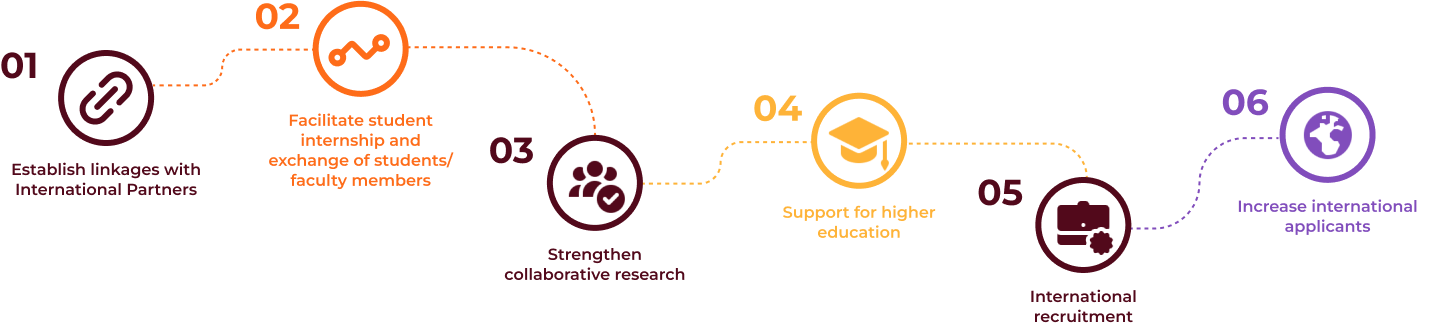 01
Establish linkages with
International Partners
02
Facilitate student
internship and
exchange of students/
faculty members
03
Strengthen
collaborative research
04
Support for higher
education
05
International
recruitment
06
Increase international
applicants